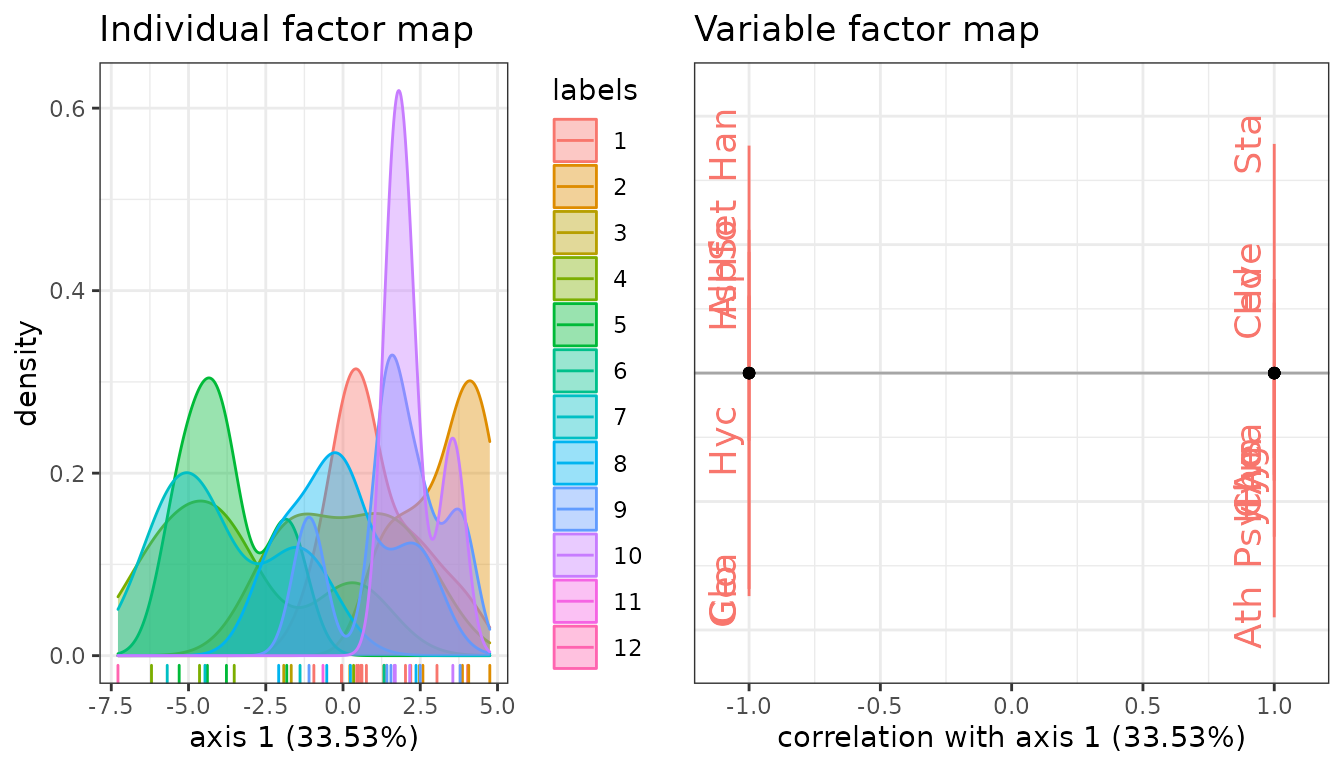 Individual factor map
Variable factor map
labels
1
2
3
4
5
6
7
8
9
10
11
12
density
0.6
0.4
0.2
0.0
-7.5
-5.0
-2.5
0.0
2.5
5.0
axis 1 (33.53%)
Han
Hyc
Sta
Psy
Ath
-1.0
-0.5
0.0
0.5
1.0
correlation with axis 1 (33.53%)